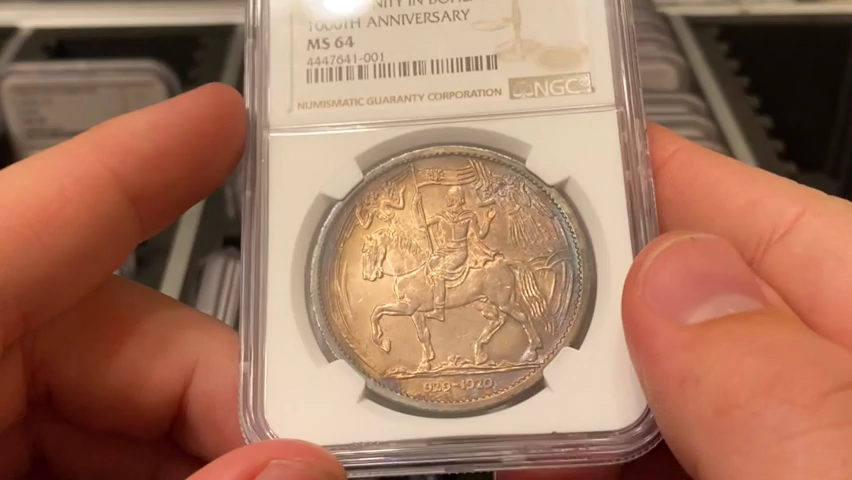 1000TH ANNIVERSARY
MS 64
4447641-001
NUMISMATIC GUARANTY CORPORATION
NGC
929-1929